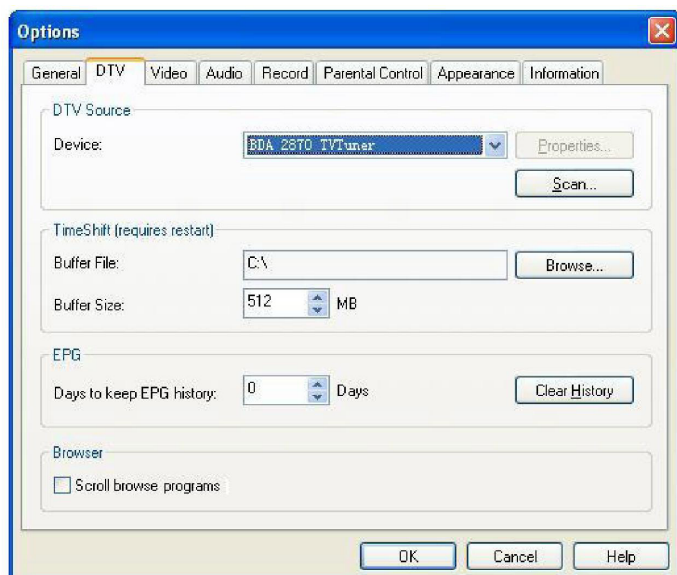 Options
General DTV Video Audio Record Parental Control Appearance Information
DTV Source
Device: BDA 2870 TVTuner Properties...
Scan...
TimeShift (requires restart)
Buffer File: C:\ Browse...
Buffer Size: 512 MB
EPG
Days to keep EPG history: 0 Days Clear History
Browser
Scroll browse programs
OK Cancel Help